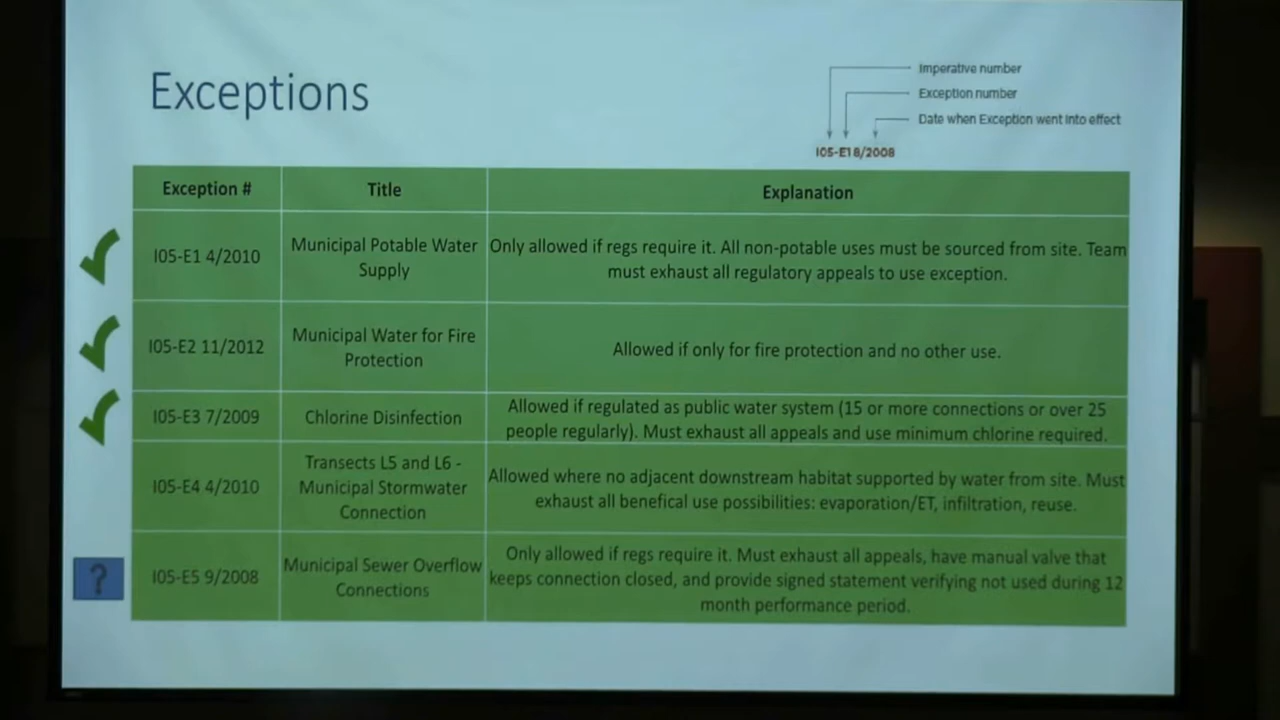 Exceptions
Imperative number
Exception number
Date when Exception went into effect
I05-E1 8/2008
Exception #
Title
Explanation
I05-E1 4/2010
Municipal Potable Water
Supply
Only allowed if regs require it. All non-potable uses must be sourced from site. Team
must exhaust all regulatory appeals to use exception.
I05-E2 11/2012
Municipal Water for Fire
Protection
Allowed if only for fire protection and no other use.
I05-E3 7/2009
Chlorine Disinfection
Allowed if regulated as public water system (15 or more connections or over 25
people regularly). Must exhaust all appeals and use minimum chlorine required.
I05-E4 4/2010
Transects L5 and L6 -
Municipal Stormwater
Connection
Allowed where no adjacent downstream habitat supported by water from site. Must
exhaust all benefical use possibilities: evaporation/ET, infiltration, reuse.
?
I05-E5 9/2008
Municipal Sewer Overflow
Connections
Only allowed if regs require it. Must exhaust all appeals, have manual valve that
keeps connection closed, and provide signed statement verifying not used during 12
month performance period.